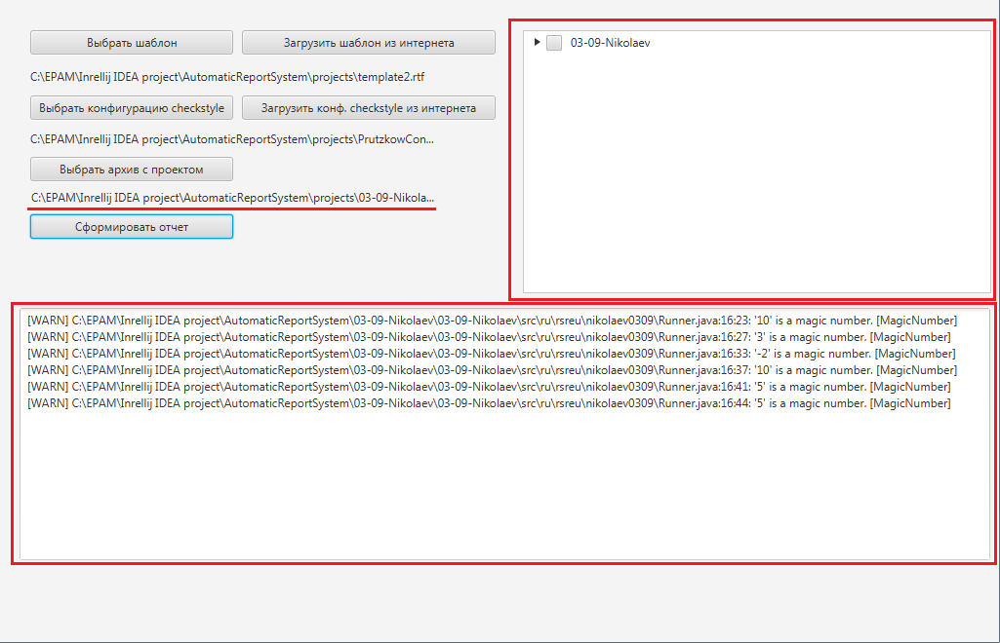 Выбрать шаблон
Загрузить шаблон из интернета
C:\EPAM\Inrellij IDEA project\AutomaticReportSystem\projects\template2.rtf
Выбрать конфигурацию checkstyle
Загрузить конф. checkstyle из интернета
C:\EPAM\Inrellij IDEA project\AutomaticReportSystem\projects\PrutzkowCon...
Выбрать архив с проектом
C:\EPAM\Inrellij IDEA project\AutomaticReportSystem\projects\03-09-Nikola...
Сформировать отчет
03-09-Nikolaev
[WARN] C:\EPAM\Inrellij IDEA project\AutomaticReportSystem\03-09-Nikolaev\03-09-Nikolaev\src\ru\rsreu\nikolaev0309\Runner.java:16:23: '10' is a magic number. [MagicNumber]
[WARN] C:\EPAM\Inrellij IDEA project\AutomaticReportSystem\03-09-Nikolaev\03-09-Nikolaev\src\ru\rsreu\nikolaev0309\Runner.java:16:27: '3' is a magic number. [MagicNumber]
[WARN] C:\EPAM\Inrellij IDEA project\AutomaticReportSystem\03-09-Nikolaev\03-09-Nikolaev\src\ru\rsreu\nikolaev0309\Runner.java:16:33: '-2' is a magic number. [MagicNumber]
[WARN] C:\EPAM\Inrellij IDEA project\AutomaticReportSystem\03-09-Nikolaev\03-09-Nikolaev\src\ru\rsreu\nikolaev0309\Runner.java:16:37: '10' is a magic number. [MagicNumber]
[WARN] C:\EPAM\Inrellij IDEA project\AutomaticReportSystem\03-09-Nikolaev\03-09-Nikolaev\src\ru\rsreu\nikolaev0309\Runner.java:16:41: '5' is a magic number. [MagicNumber]
[WARN] C:\EPAM\Inrellij IDEA project\AutomaticReportSystem\03-09-Nikolaev\03-09-Nikolaev\src\ru\rsreu\nikolaev0309\Runner.java:16:44: '5' is a magic number. [MagicNumber]